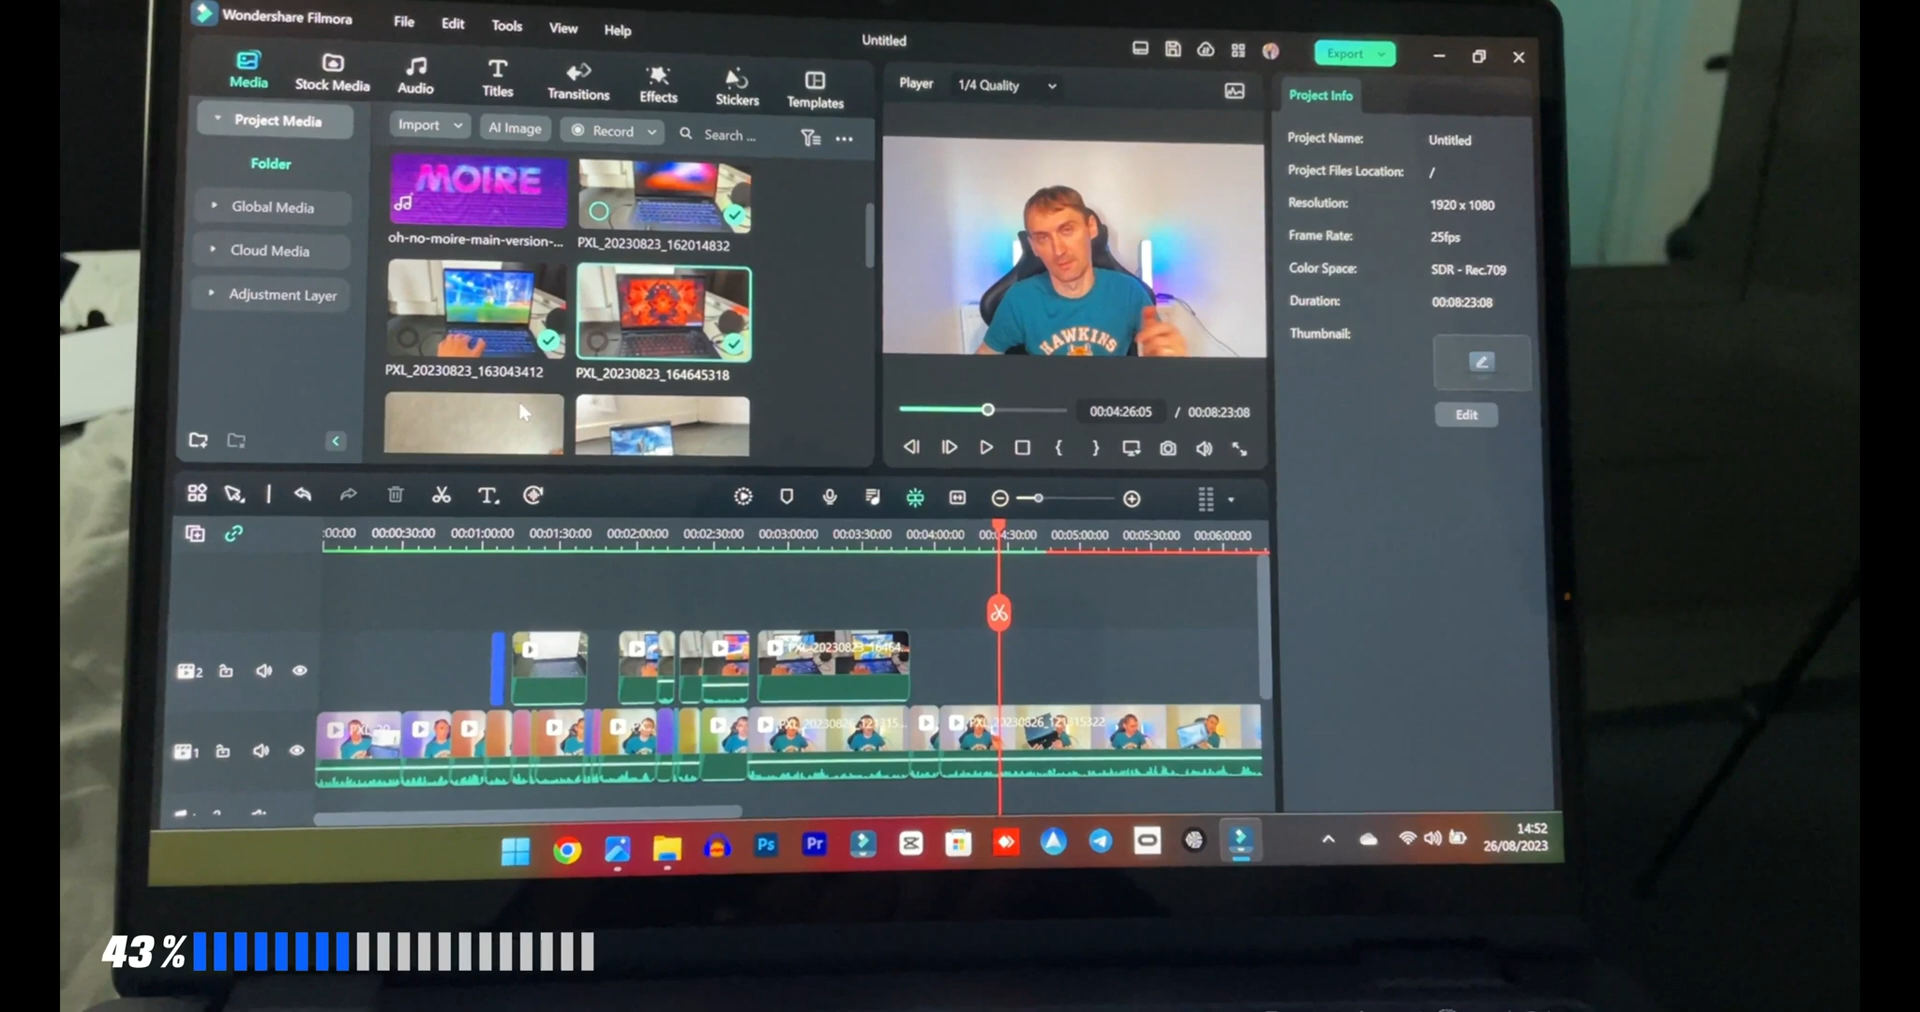 Wondershare Filmora File Edit Tools View Help
Untitled
Export
Media Stock Media Audio Titles Transitions Effects Stickers Templates
Player 1/4 Quality
Project Info
Project Media
Import AI Image Record Search ...
Folder
Global Media
Cloud Media
Adjustment Layer
MOIRE
oh-no-moire-main-version-...
PXL_20230823_162014832
PXL_20230823_163043412
PXL_20230823_164645318
HAWKINS
00:04:26:05 / 00:08:23:08
Project Name: Untitled
Project Files Location: /
Resolution: 1920 x 1080
Frame Rate: 25fps
Color Space: SDR - Rec.709
Duration: 00:08:23:08
Thumbnail:
Edit
:00:00 00:00:30:00 00:01:00:00 00:01:30:00 00:02:00:00 00:02:30:00 00:03:00:00 00:03:30:00 00:04:00:00 00:04:30:00 00:05:00:00 00:05:30:00 00:06:00:00
2
PXL_20230823_16464...
1
PXL_20230826_121315...
PXL_20230826_121315322
Ps Pr
14:52
26/08/2023
43%